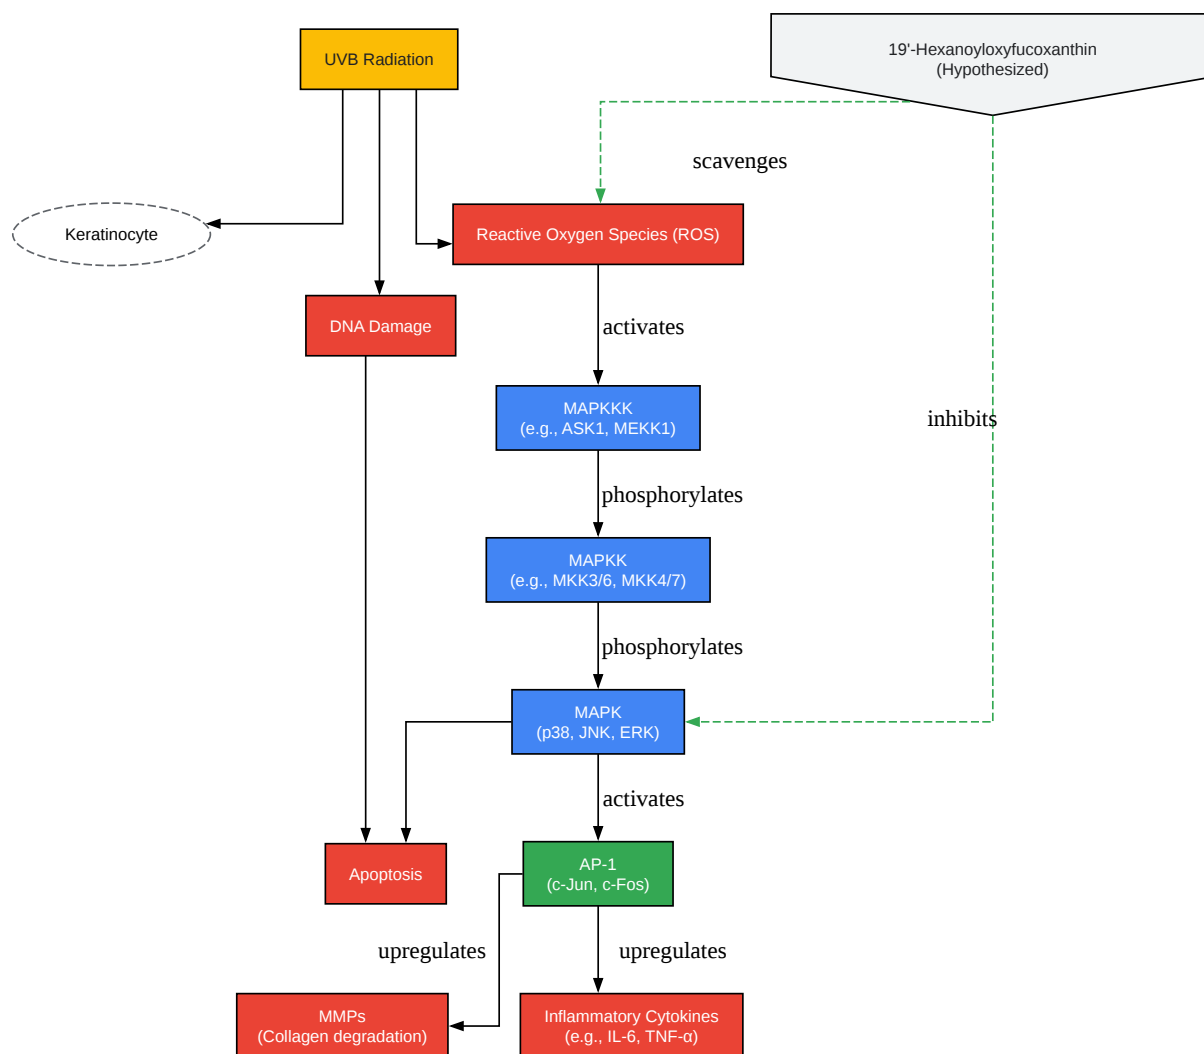 UVB Radiation
19'-Hexanoyloxyfucoxanthin
(Hypothesized)
scavenges
Keratinocyte
Reactive Oxygen Species (ROS)
DNA Damage
activates
MAPKKK
(e.g., ASK1, MEKK1)
inhibits
phosphorylates
MAPKK
(e.g., MKK3/6, MKK4/7)
phosphorylates
MAPK
(p38, JNK, ERK)
activates
Apoptosis
AP-1
(c-Jun, c-Fos)
upregulates
upregulates
MMPs
(Collagen degradation)
Inflammatory Cytokines
(e.g., IL-6, TNF-α)